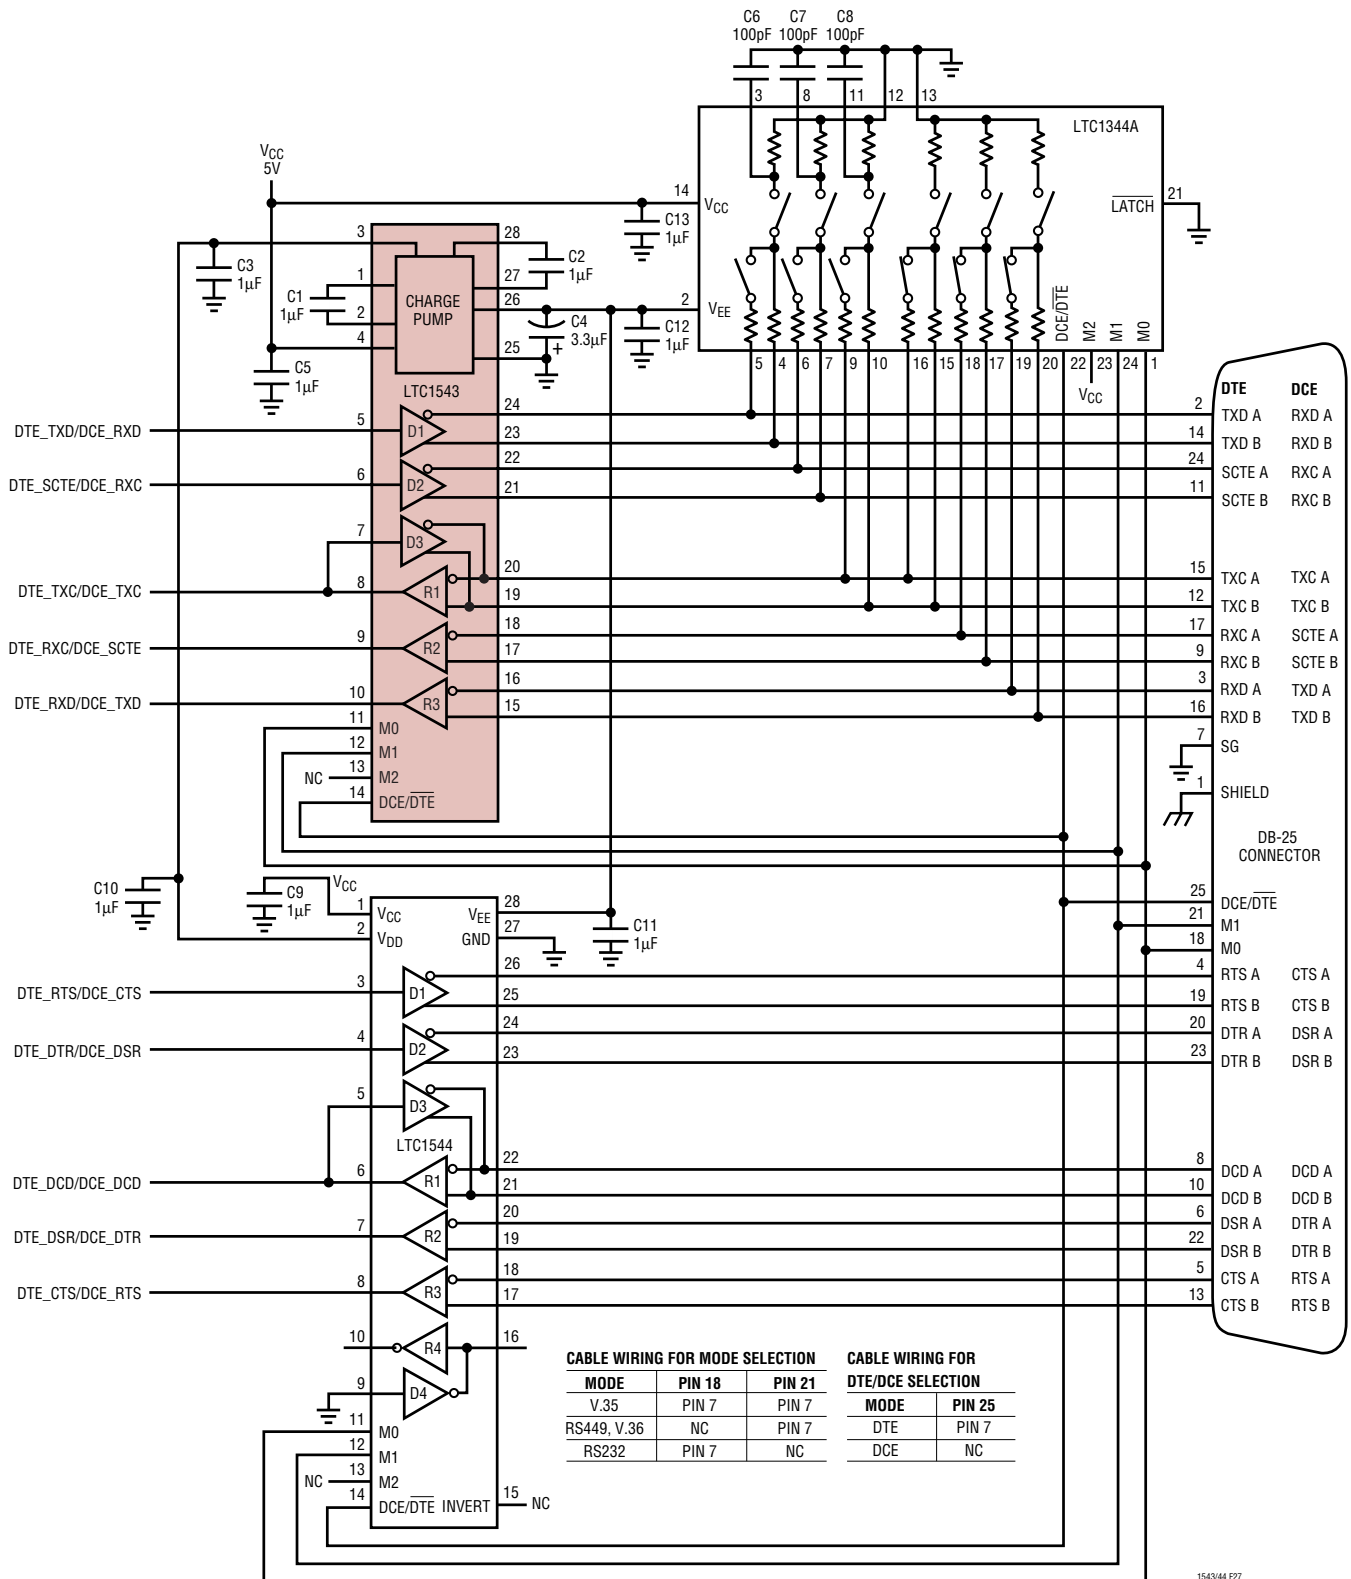 C6 C7 C8
100pF 100pF 100pF
3 8 11 12 13
LTC1344A
VCC
5V
14 VCC
21
LATCH
C13
1µF
3 28
C3
1µF
C2
1µF
1 27
C1
1µF
CHARGE
PUMP
26 2 VEE
2
C4
3.3µF
+
C12
1µF
4 25
DCE/DTE M2 M1 M0
C5
1µF
LTC1543
5 4 6 7 9 10 16 15 18 17 19 20 22 23 24 1
VCC
DTE DCE
24 2 TXD A RXD A
DTE_TXD/DCE_RXD 5 D1
23 14 TXD B RXD B
22 24 SCTE A RXC A
DTE_SCTE/DCE_RXC 6 D2
21 11 SCTE B RXC B
7 D3
20 15 TXC A TXC A
DTE_TXC/DCE_TXC 8 R1
19 12 TXC B TXC B
18 17 RXC A SCTE A
DTE_RXC/DCE_SCTE 9 R2
17 9 RXC B SCTE B
16 3 RXD A TXD A
DTE_RXD/DCE_TXD 10 R3
15 16 RXD B TXD B
11 M0
12 M1
NC 13 M2
14 DCE/DTE
7 SG
1 SHIELD
DB-25
CONNECTOR
C10
1µF
C9
1µF
VCC
1 VCC VEE 28
2 VDD GND 27
C11
1µF
25 DCE/DTE
21 M1
18 M0
26 4 RTS A CTS A
DTE_RTS/DCE_CTS 3 D1
25 19 RTS B CTS B
24 20 DTR A DSR A
DTE_DTR/DCE_DSR 4 D2
23 23 DTR B DSR B
5 D3
LTC1544
22 8 DCD A DCD A
DTE_DCD/DCE_DCD 6 R1
21 10 DCD B DCD B
20 6 DSR A DTR A
DTE_DSR/DCE_DTR 7 R2
19 22 DSR B DTR B
18 5 CTS A RTS A
DTE_CTS/DCE_RTS 8 R3
17 13 CTS B RTS B
10 R4 16
9 D4
11 M0
12 M1
NC 13 M2
14 DCE/DTE INVERT 15 NC
CABLE WIRING FOR MODE SELECTION
MODE PIN 18 PIN 21
V.35 PIN 7 PIN 7
RS449, V.36 NC PIN 7
RS232 PIN 7 NC
CABLE WIRING FOR
DTE/DCE SELECTION
MODE PIN 25
DTE PIN 7
DCE NC
1543/44 F27